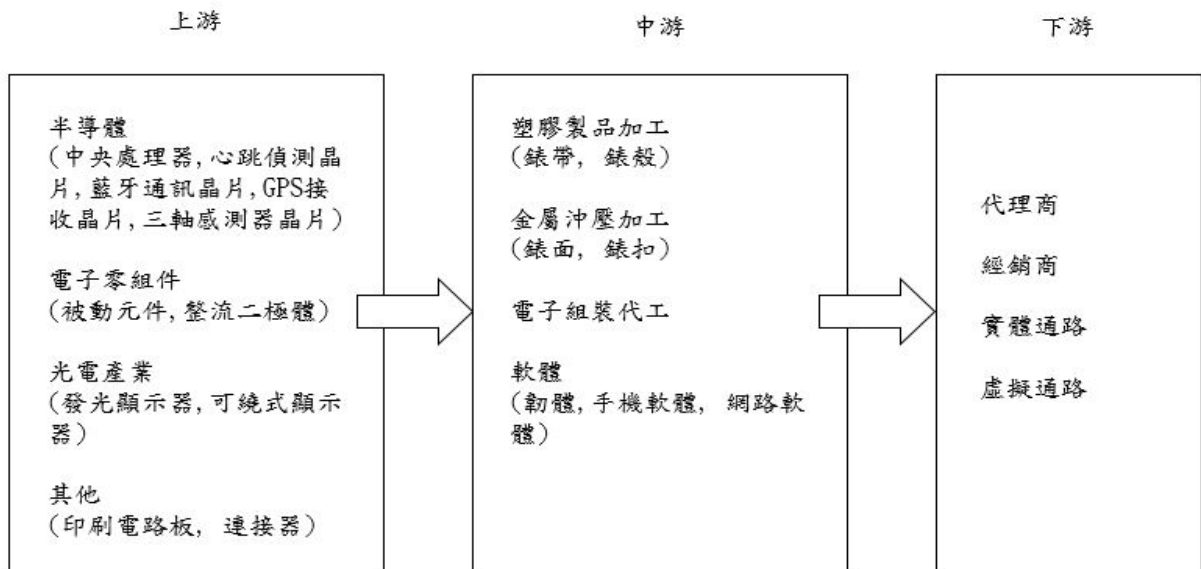 上游
中游
下游
半導體
(中央處理器,心跳偵測晶
片,藍牙通訊晶片,GPS接
收晶片,三軸感測器晶片)
電子零組件
(被動元件,整流二極體)
光電產業
(發光顯示器,可繞式顯示
器)
其他
(印刷電路板, 連接器)
塑膠製品加工
(錶帶, 錶殼)
金屬沖壓加工
(錶面, 錶扣)
電子組裝代工
軟體
(韌體,手機軟體, 網路軟
體)
代理商
經銷商
實體通路
虛擬通路